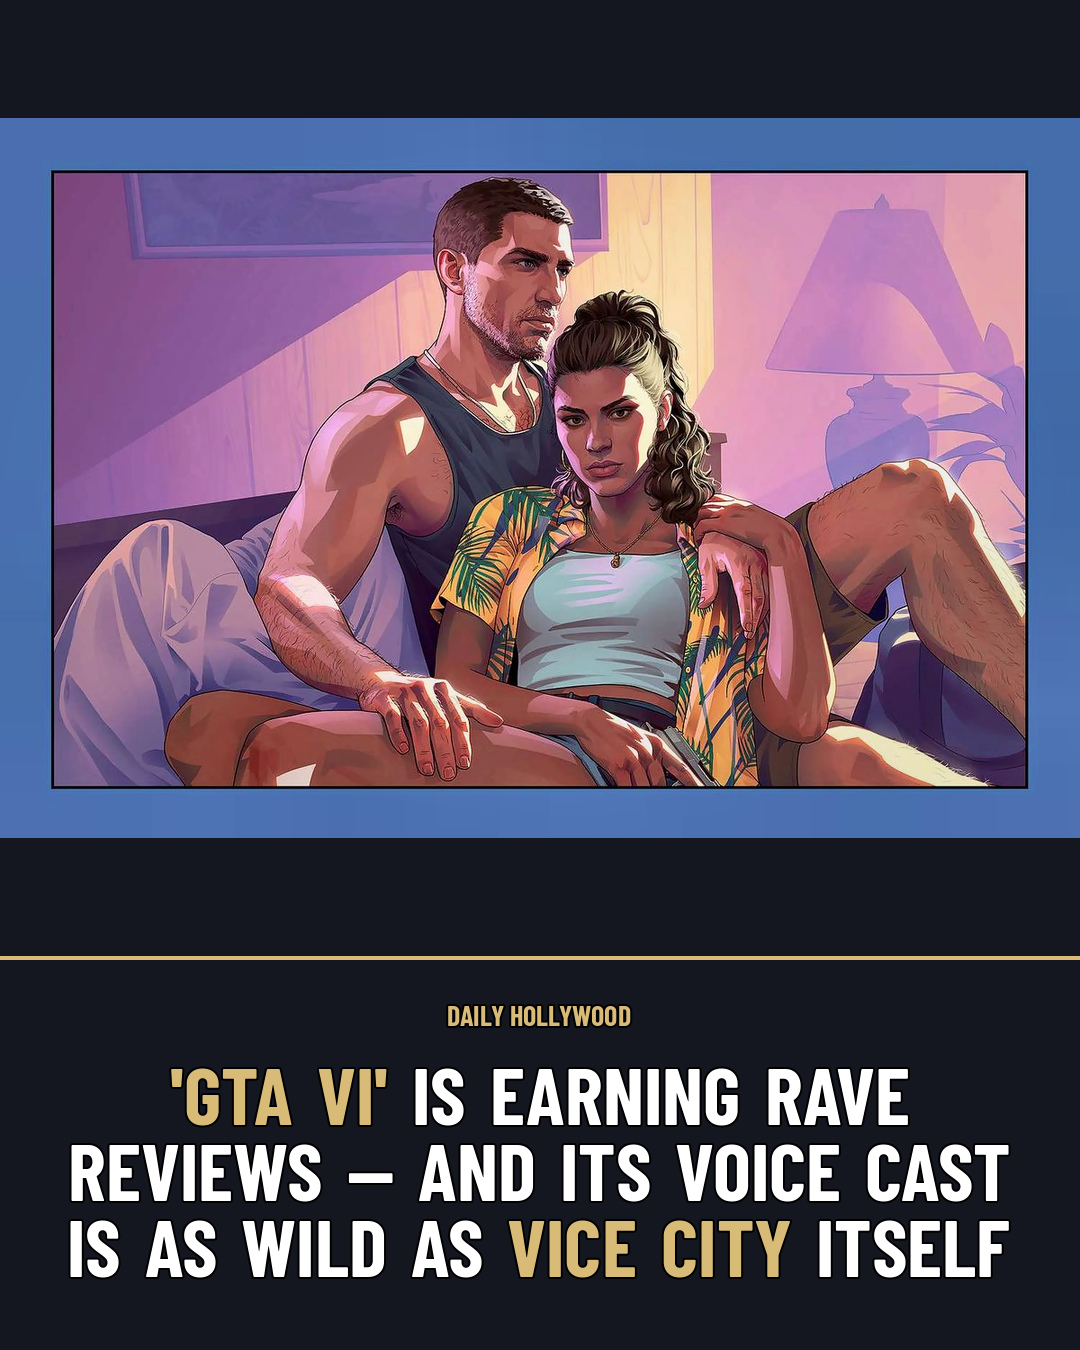 DAILY HOLLYWOOD
'GTA VI' IS EARNING RAVE
REVIEWS – AND ITS VOICE CAST
IS AS WILD AS VICE CITY ITSELF